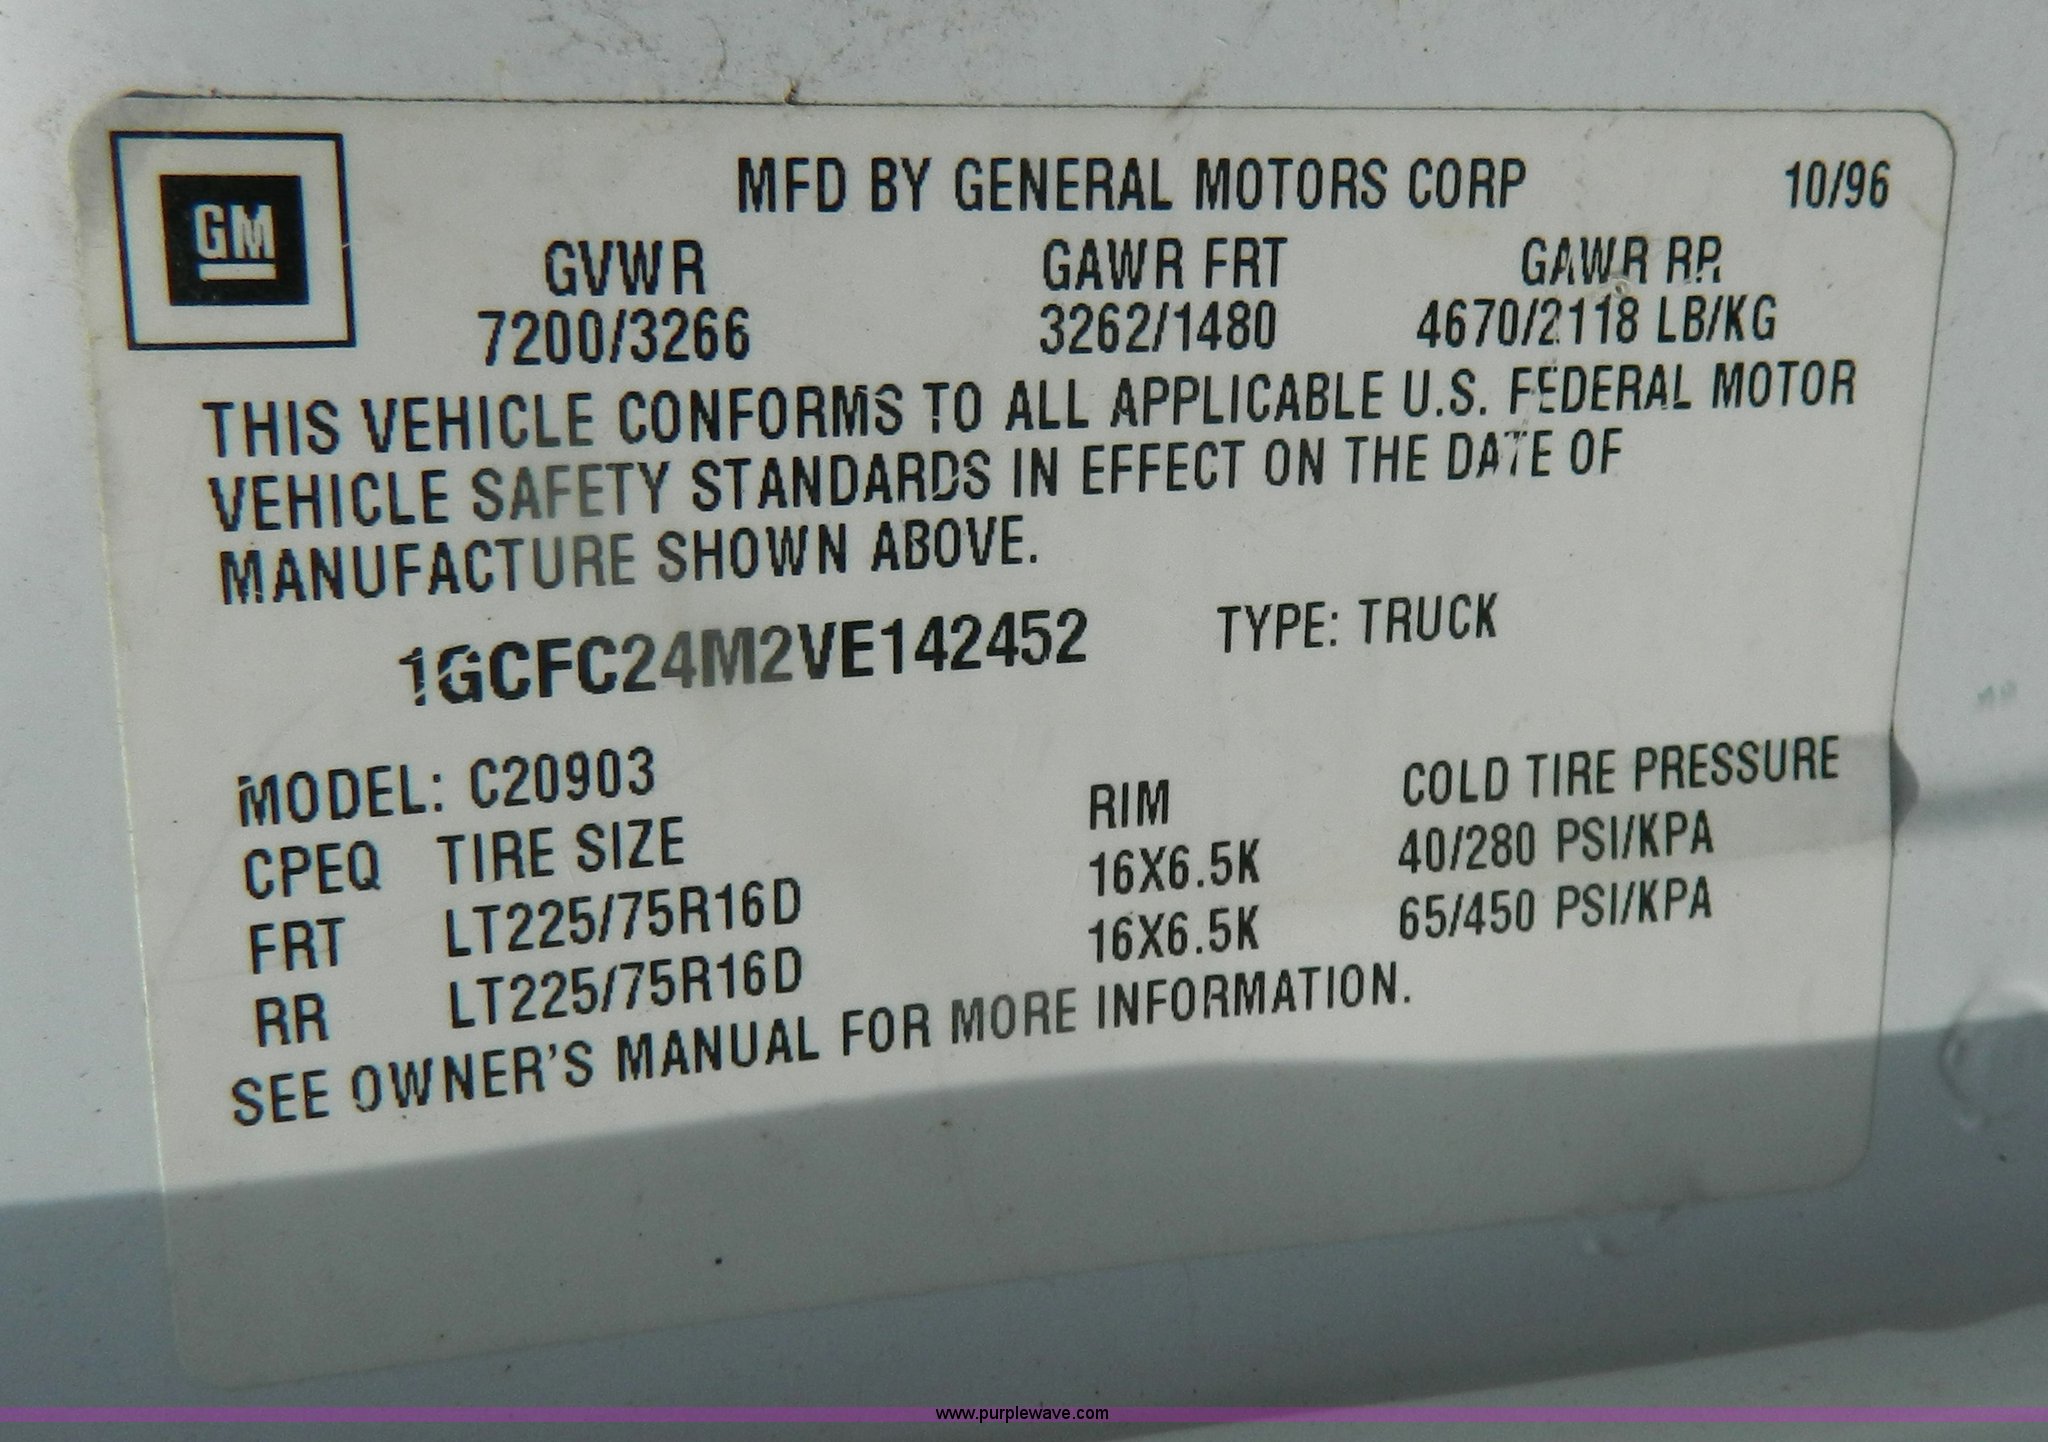 GM
MFD BY GENERAL MOTORS CORP 10/96
GVWR GAWR FRT GAWR RR
7200/3266 3262/1480 4670/2118 LB/KG
THIS VEHICLE CONFORMS TO ALL APPLICABLE U.S. FEDERAL MOTOR
VEHICLE SAFETY STANDARDS IN EFFECT ON THE DATE OF
MANUFACTURE SHOWN ABOVE.
1GCFC24M2VE142452 TYPE: TRUCK
MODEL: C20903
CPEQ TIRE SIZE RIM COLD TIRE PRESSURE
FRT LT225/75R16D 16X6.5K 40/280 PSI/KPA
RR LT225/75R16D 16X6.5K 65/450 PSI/KPA
SEE OWNER'S MANUAL FOR MORE INFORMATION.
www.purplewave.com